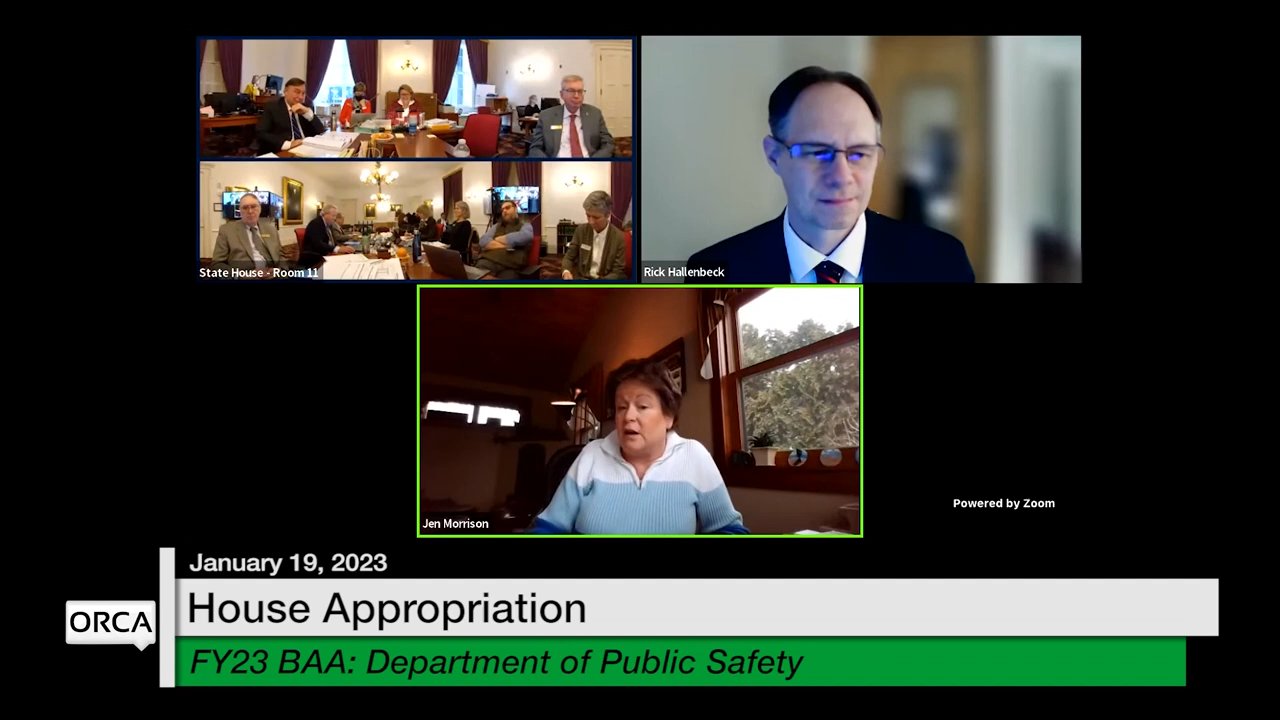 State House - Room 11
Rick Hallenbeck
Jen Morrison
Powered by Zoom
January 19, 2023
ORCA
House Appropriation
FY23 BAA: Department of Public Safety